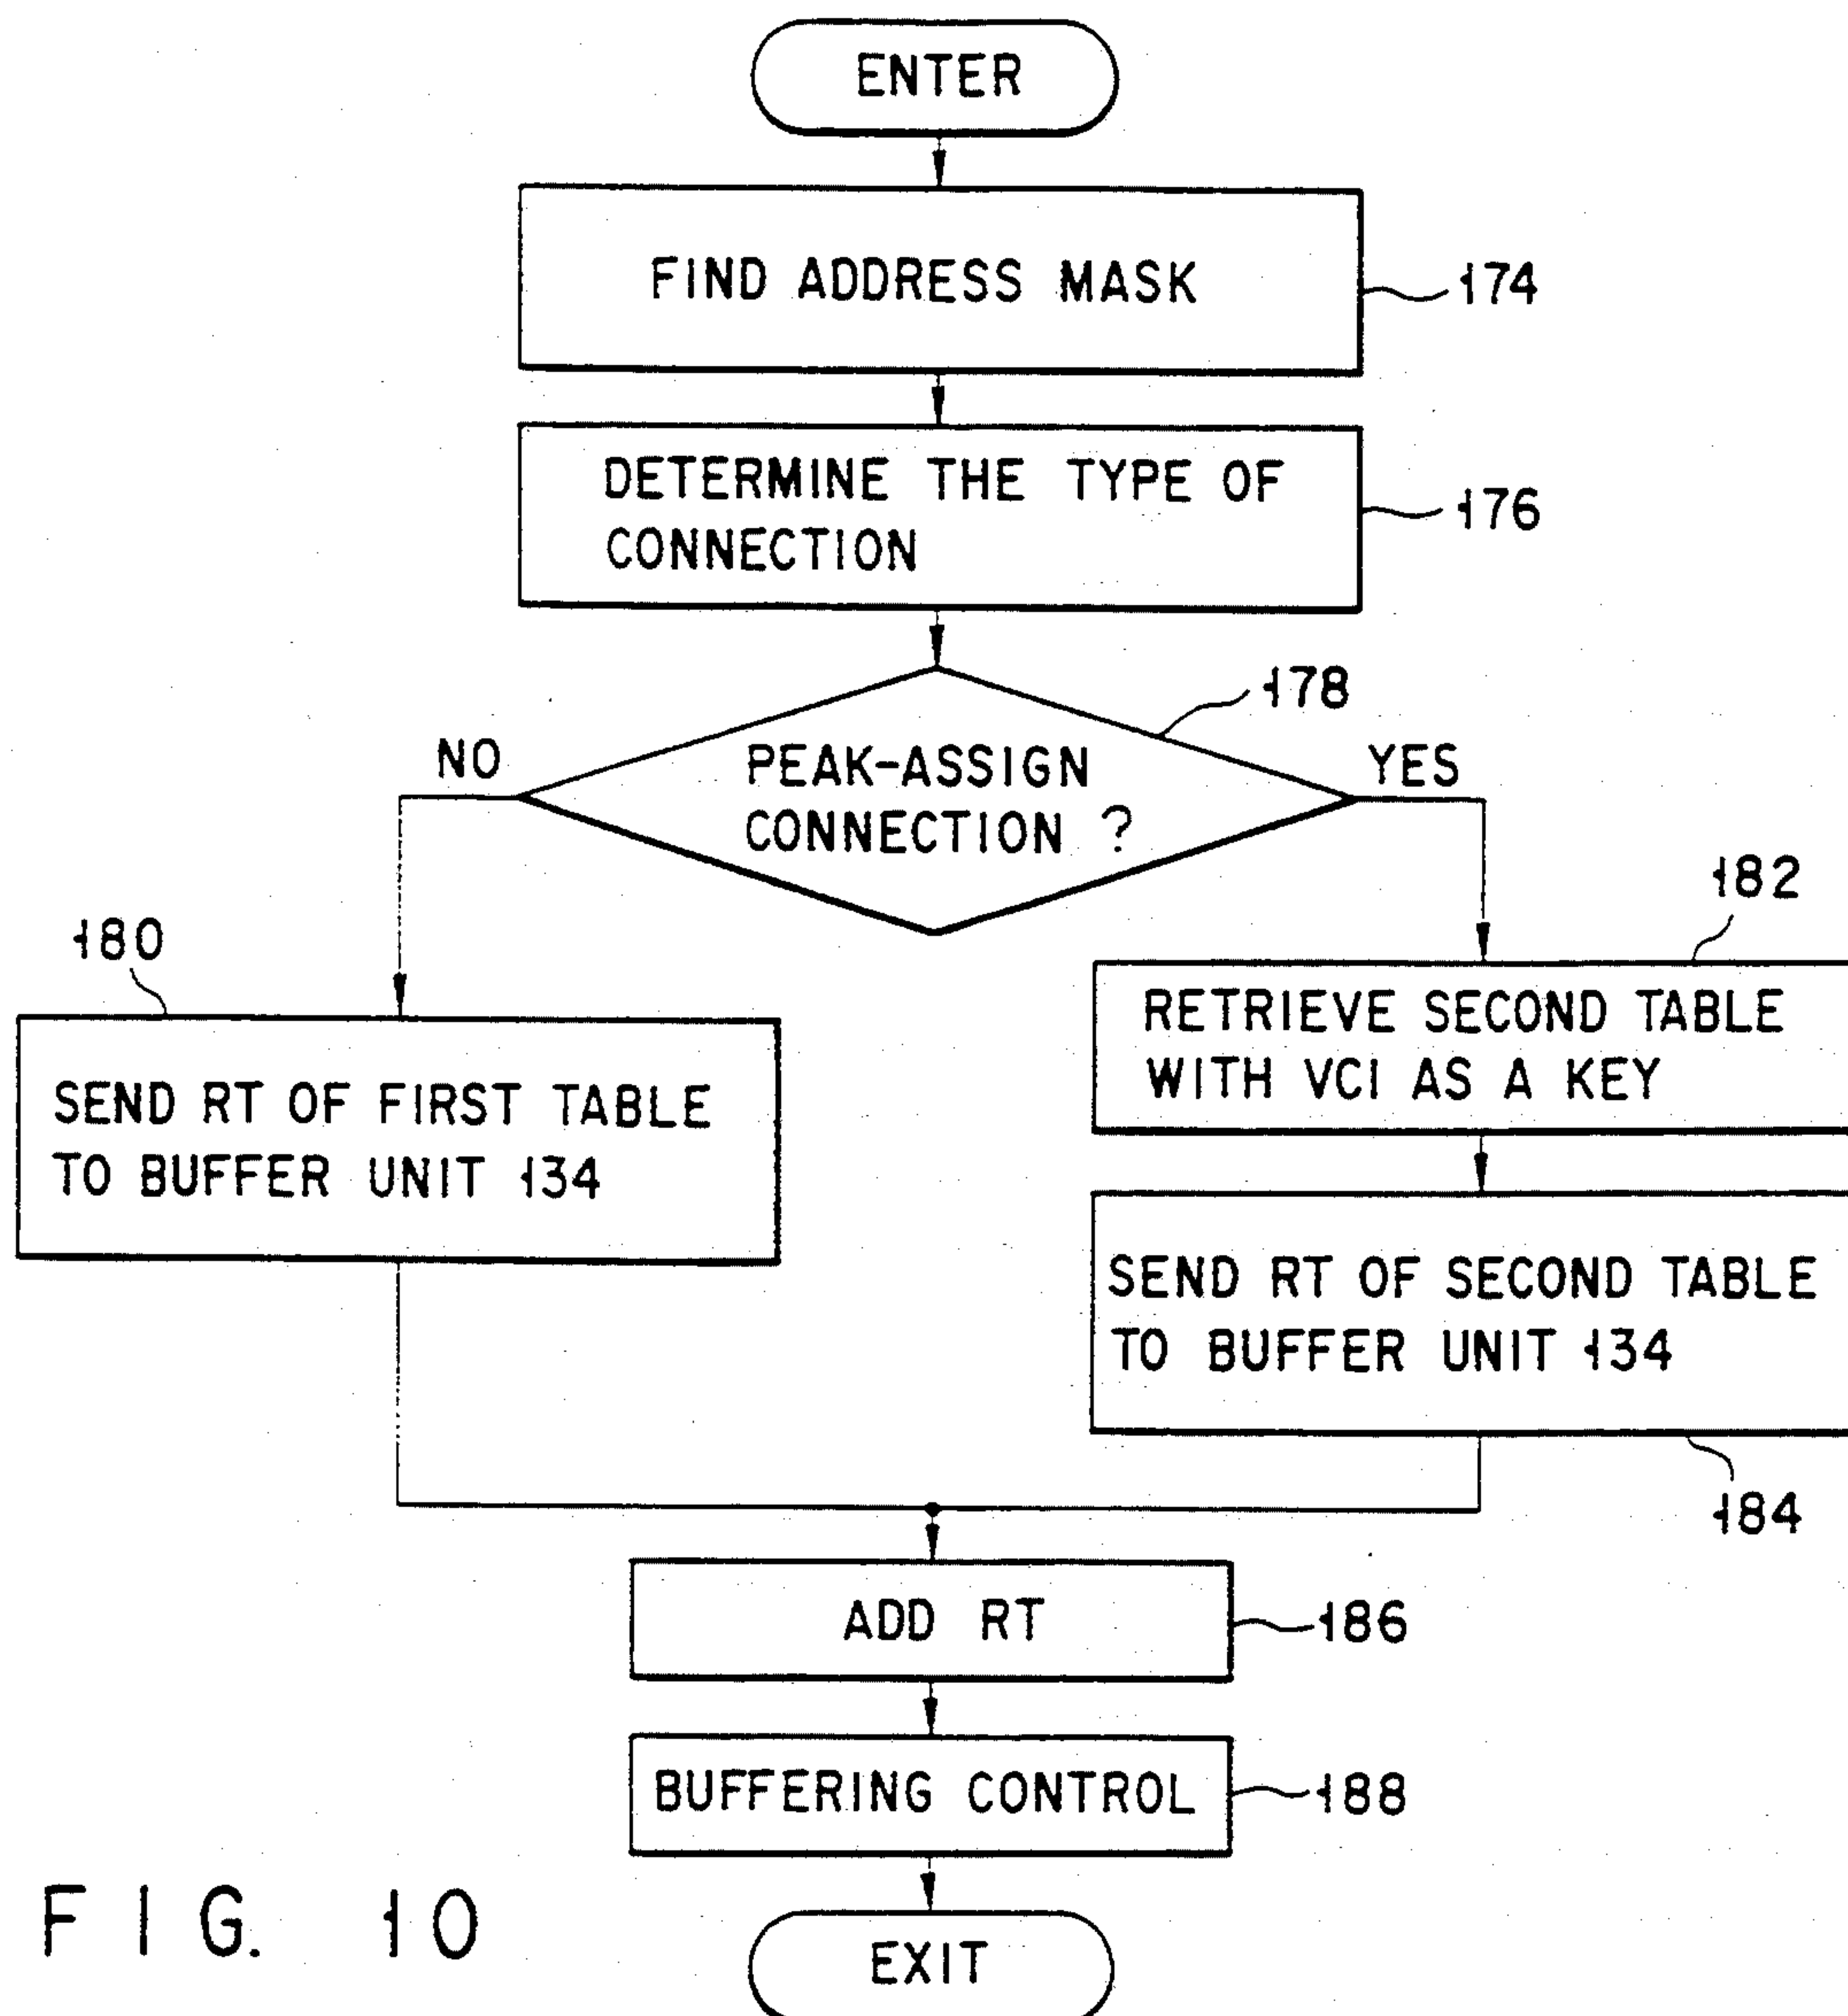 ENTER
FIND ADDRESS MASK
174
DETERMINE THE TYPE OF
CONNECTION
176
178
NO
PEAK-ASSIGN
CONNECTION ?
YES
180
SEND RT OF FIRST TABLE
TO BUFFER UNIT 134
182
RETRIEVE SECOND TABLE
WITH VCI AS A KEY
SEND RT OF SECOND TABLE
TO BUFFER UNIT 134
184
ADD RT
186
BUFFERING CONTROL
188
EXIT
FIG. 10